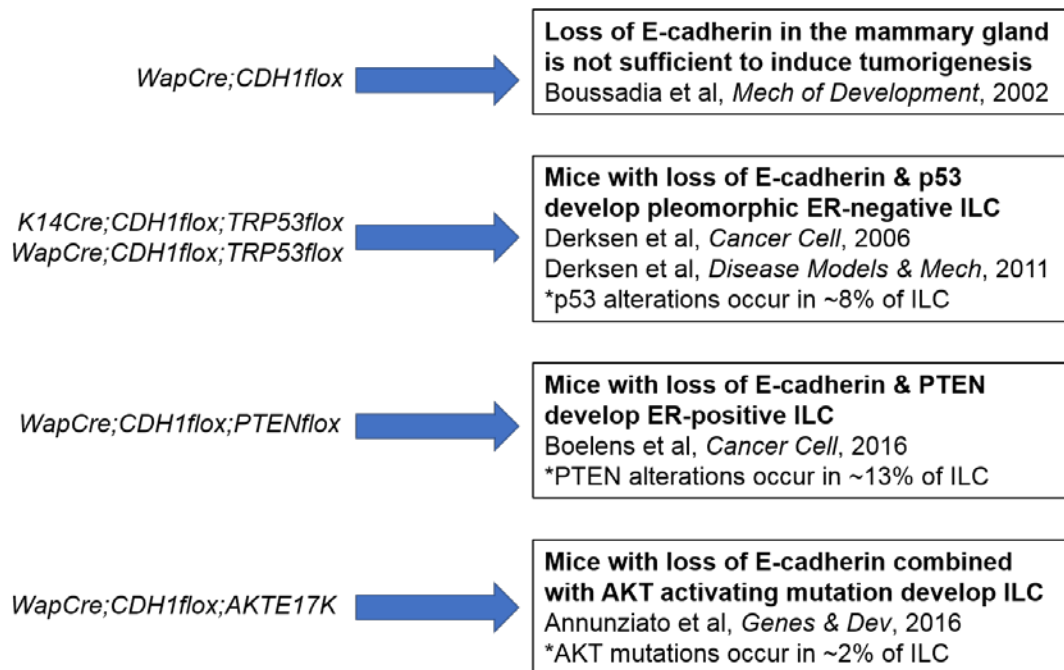 WapCre;CDH1flox
Loss of E-cadherin in the mammary gland
is not sufficient to induce tumorigenesis
Boussadia et al, Mech of Development, 2002
K14Cre;CDH1flox;TRP53flox
WapCre;CDH1flox;TRP53flox
Mice with loss of E-cadherin & p53
develop pleomorphic ER-negative ILC
Derksen et al, Cancer Cell, 2006
Derksen et al, Disease Models & Mech, 2011
*p53 alterations occur in ~8% of ILC
WapCre;CDH1flox;PTENflox
Mice with loss of E-cadherin & PTEN
develop ER-positive ILC
Boelens et al, Cancer Cell, 2016
*PTEN alterations occur in ~13% of ILC
WapCre;CDH1flox;AKTE17K
Mice with loss of E-cadherin combined
with AKT activating mutation develop ILC
Annunziato et al, Genes & Dev, 2016
*AKT mutations occur in ~2% of ILC